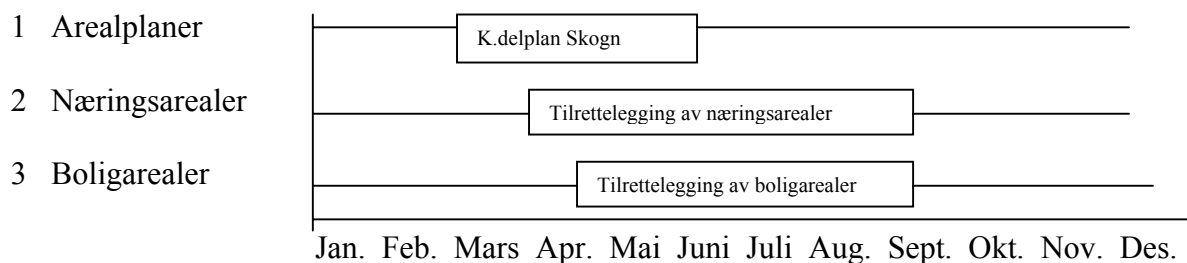 1 Arealplaner
K.delplan Skogn
2 Næringsarealer
Tilrettelegging av næringsarealer
3 Boligarealer
Tilrettelegging av boligarealer
Jan. Feb. Mars Apr. Mai Juni Juli Aug. Sept. Okt. Nov. Des.